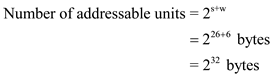 Number of addressable units = 2^{s+w}
= 2^{26+6} bytes
= 2^{32} bytes